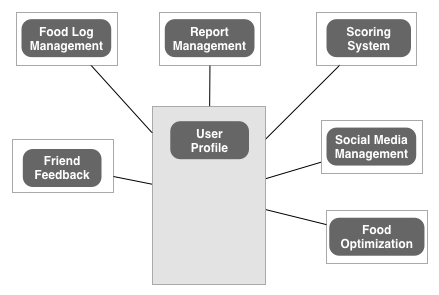 Food Log
Management
Report
Management
Scoring
System
User
Profile
Social Media
Management
Friend
Feedback
Food
Optimization